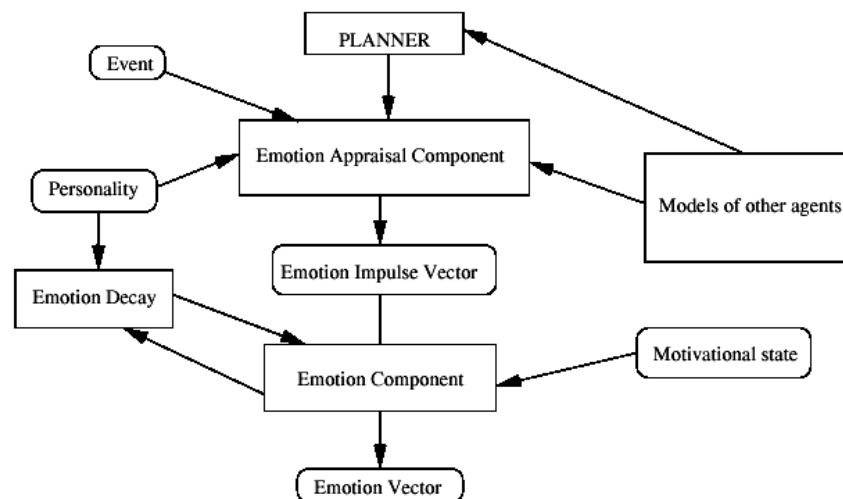 PLANNER
Event
Emotion Appraisal Component
Personality
Models of other agents
Emotion Impulse Vector
Emotion Decay
Motivational state
Emotion Component
Emotion Vector